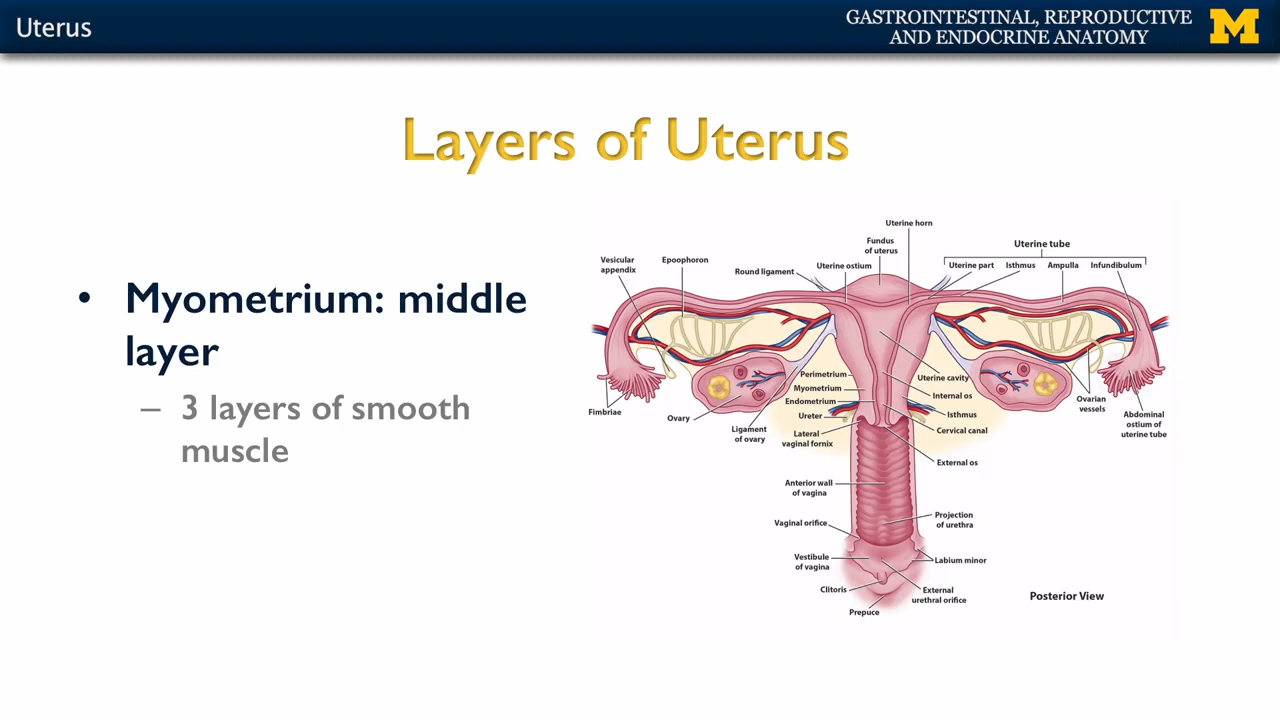 Uterus
GASTROINTESTINAL, REPRODUCTIVE
AND ENDOCRINE ANATOMY
M
Layers of Uterus
• Myometrium: middle
layer
– 3 layers of smooth
muscle
Uterine horn
Fundus
of uterus
Uterine tube
Vesicular
appendix
Epoophoron
Round ligament
Uterine ostium
Uterine part
Isthmus
Ampulla
Infundibulum
Perimetrium
Myometrium
Endometrium
Ureter
Lateral
vaginal fornix
Uterine cavity
Internal os
Isthmus
Cervical canal
External os
Fimbriae
Ovary
Ligament
of ovary
Ovarian
vessels
Abdominal
ostium of
uterine tube
Anterior wall
of vagina
Vaginal orifice
Projection
of urethra
Vestibule
of vagina
Labium minor
Clitoris
External
urethral orifice
Prepuce
Posterior View